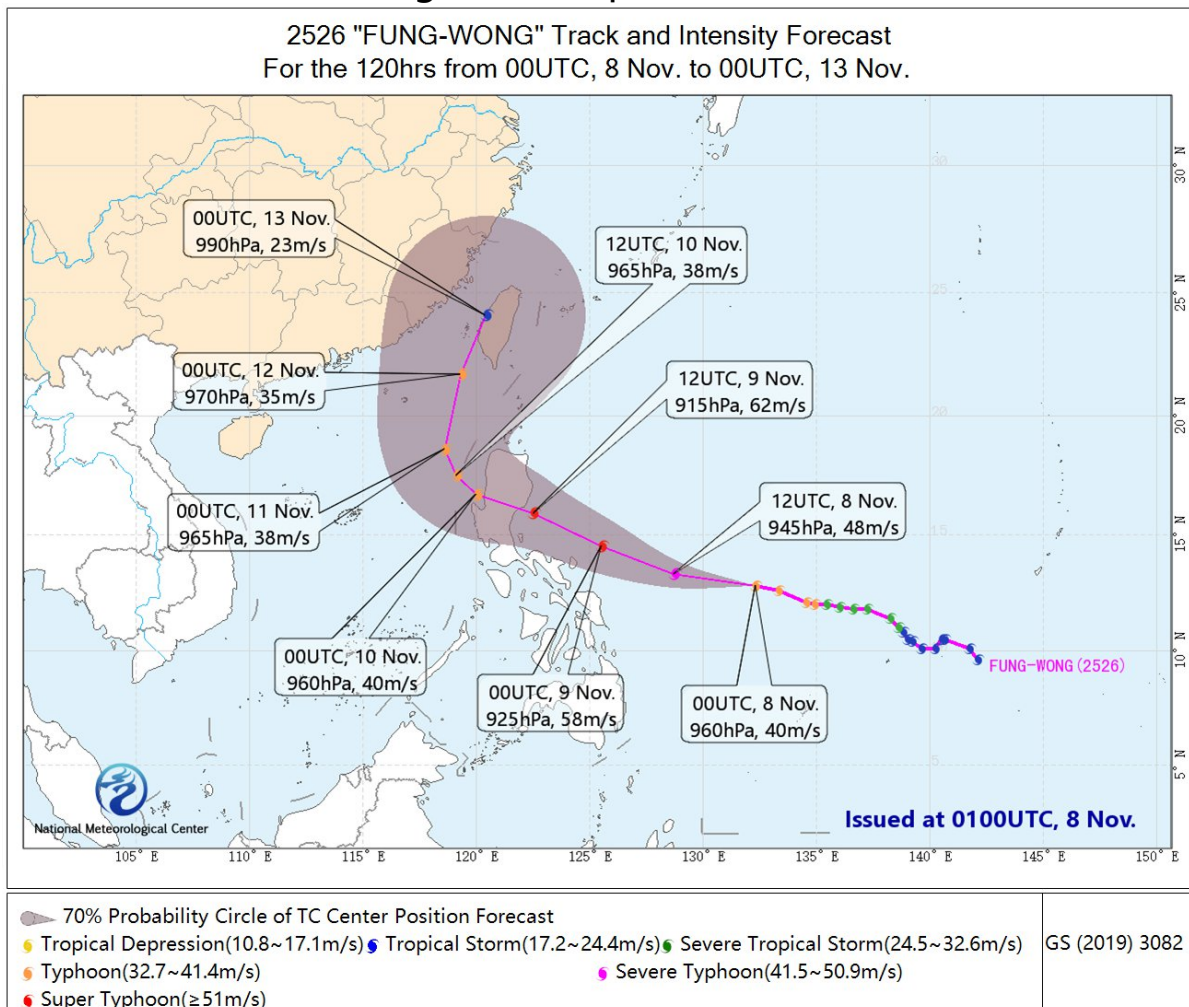 2526 "FUNG-WONG" Track and Intensity Forecast
For the 120hrs from 00UTC, 8 Nov. to 00UTC, 13 Nov.
00UTC, 13 Nov.
990hPa, 23m/s
12UTC, 10 Nov.
965hPa, 38m/s
00UTC, 12 Nov.
970hPa, 35m/s
12UTC, 9 Nov.
915hPa, 62m/s
00UTC, 11 Nov.
965hPa, 38m/s
12UTC, 8 Nov.
945hPa, 48m/s
00UTC, 10 Nov.
960hPa, 40m/s
00UTC, 9 Nov.
925hPa, 58m/s
00UTC, 8 Nov.
960hPa, 40m/s
FUNG-WONG(2526)
30° N
25° N
20° N
15° N
10° N
5° N
30
25
20
15
10
5
National Meteorological Center
Issued at 0100UTC, 8 Nov.
105° E 110° E 115° E 120° E 125° E 130° E 135° E 140° E 145° E 150° E
70% Probability Circle of TC Center Position Forecast
Tropical Depression(10.8~17.1m/s) Tropical Storm(17.2~24.4m/s) Severe Tropical Storm(24.5~32.6m/s)
Typhoon(32.7~41.4m/s) Severe Typhoon(41.5~50.9m/s)
Super Typhoon(≥51m/s)
GS (2019) 3082